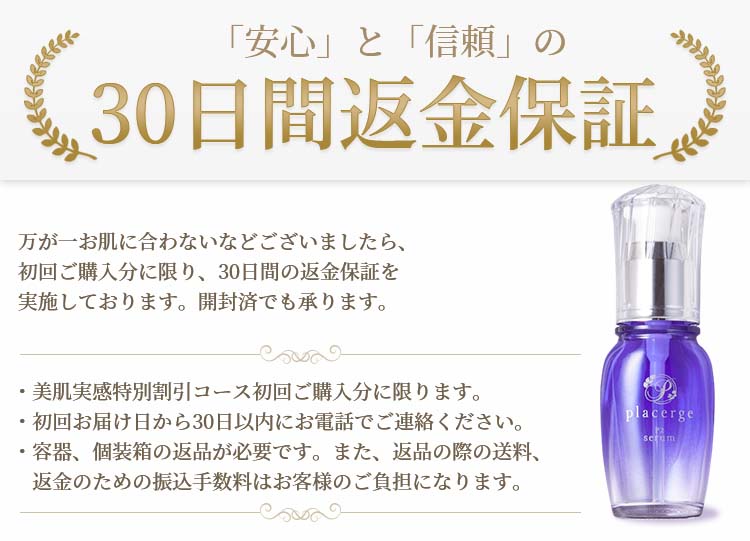 「安心」と「信頼」の
30日間返金保証
万が一お肌に合わないなどございましたら、
初回ご購入分に限り、30日間の返金保証を
実施しております。開封済でも承ります。
・美肌実感特別割引コース初回ご購入分に限ります。
・初回お届け日から30日以内にお電話でご連絡ください。
・容器、個装箱の返品が必要です。また、返品の際の送料、
返金のための振込手数料はお客様のご負担になります。
P
placerge
P2
serum